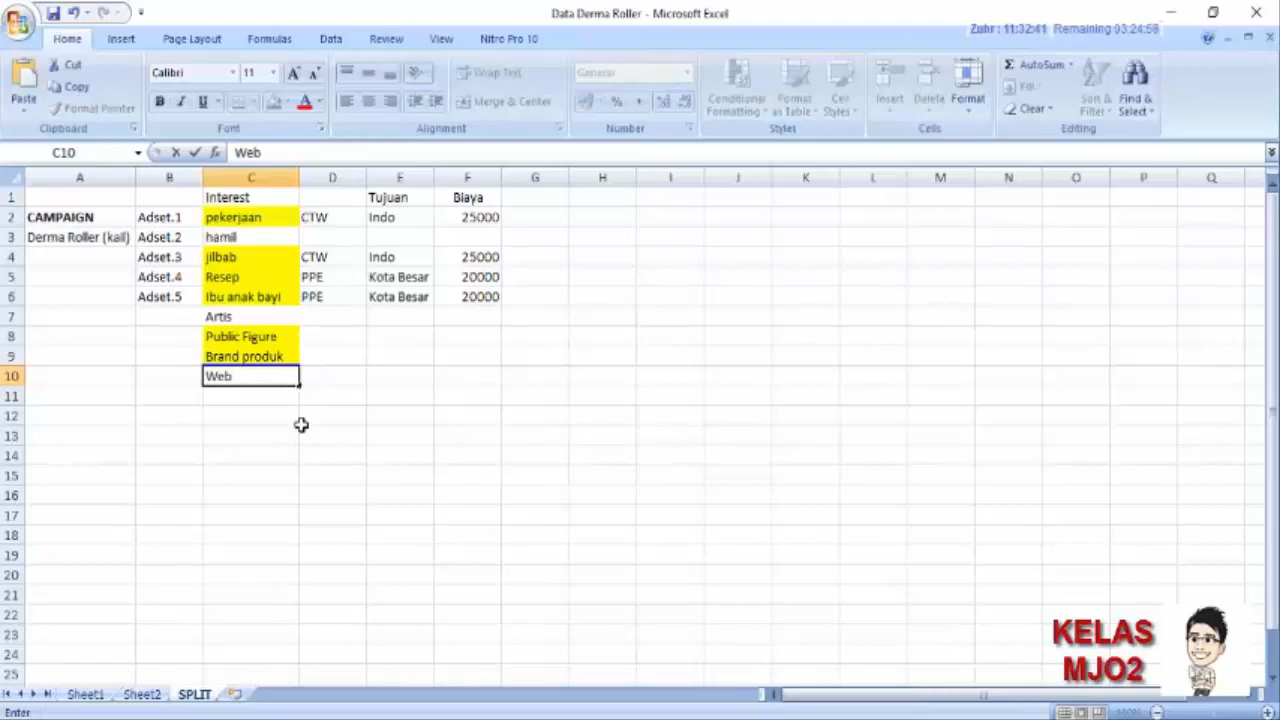 Data Derma Roller - Microsoft Excel
Zuhr : 11:32:41 Remaining 03:24:58
Home Insert Page Layout Formulas Data Review View Nitro Pro 10
Cut
Copy
Format Painter
Paste
Calibri 11
Wrap Text
Merge & Center
General
Conditional Formatting
Format as Table
Cell Styles
Insert Delete Format
AutoSum
Fill
Clear
Sort & Filter
Find & Select
Clipboard Font Alignment Number Styles Cells Editing
C10 Web
A B C D E F G H I J K L M N O P Q
1 Interest Tujuan Biaya
2 CAMPAIGN Adset.1 pekerjaan CTW Indo 25000
3 Derma Roller (kail) Adset.2 hamil
4 Adset.3 jilbab CTW Indo 25000
5 Adset.4 Resep PPE Kota Besar 20000
6 Adset.5 Ibu anak bayi PPE Kota Besar 20000
7 Artis
8 Public Figure
9 Brand produk
10 Web
11
12
13
14
15
16
17
18
19
20
21
22
23
24
25
KELAS
MJO2
Sheet1 Sheet2 SPLIT
Enter 100%